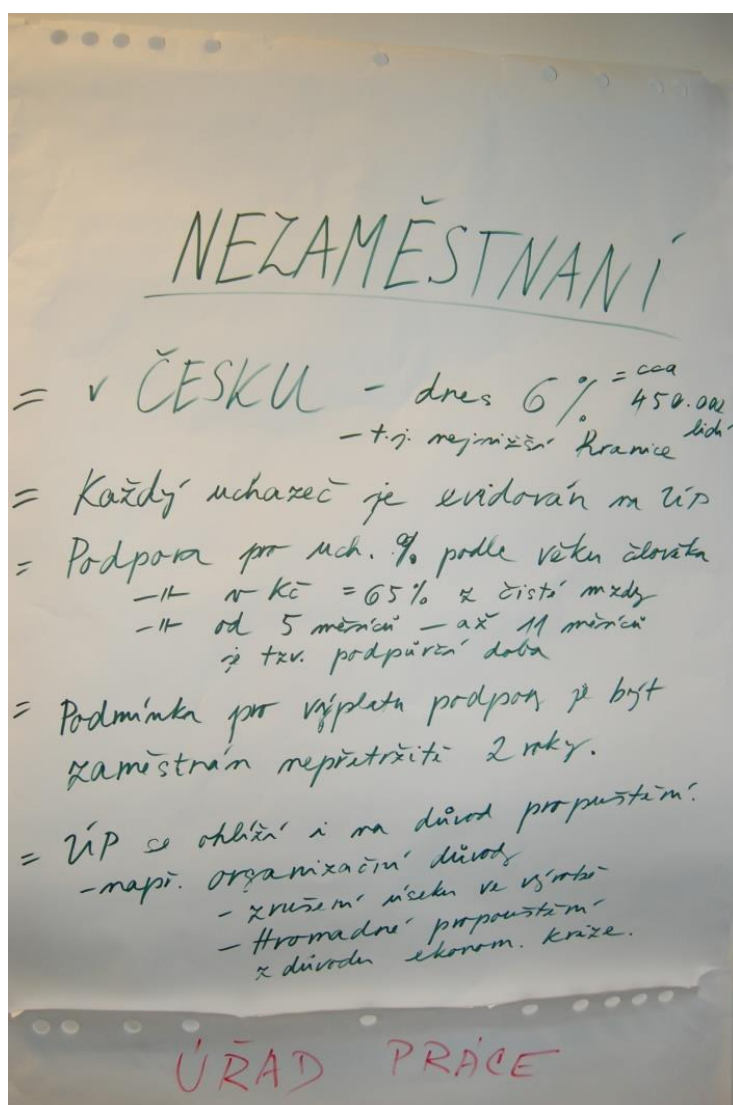 NEZAMĚSTNANÍ
= v ČESKU - dnes 6% = cca 450.000 lidí
- t.j. nejnižší hranice
= Každý uchazeč je evidován na ÚP
= Podpora pro uch. % podle věku člověka
-"- v Kč = 65% z čisté mzdy
-"- od 5 měsíců - až 11 měsíců
je tzv. podpůrčí doba
= Podmínka pro výplatu podpory je být
zaměstnán nepřetržitě 2 roky.
= ÚP se ohlíží i na důvod propuštění.
- např. organizační důvody
- zrušení úseku ve výrobě
- Hromadné propouštění
z důvodu ekonom. krize.
ÚŘAD PRÁCE